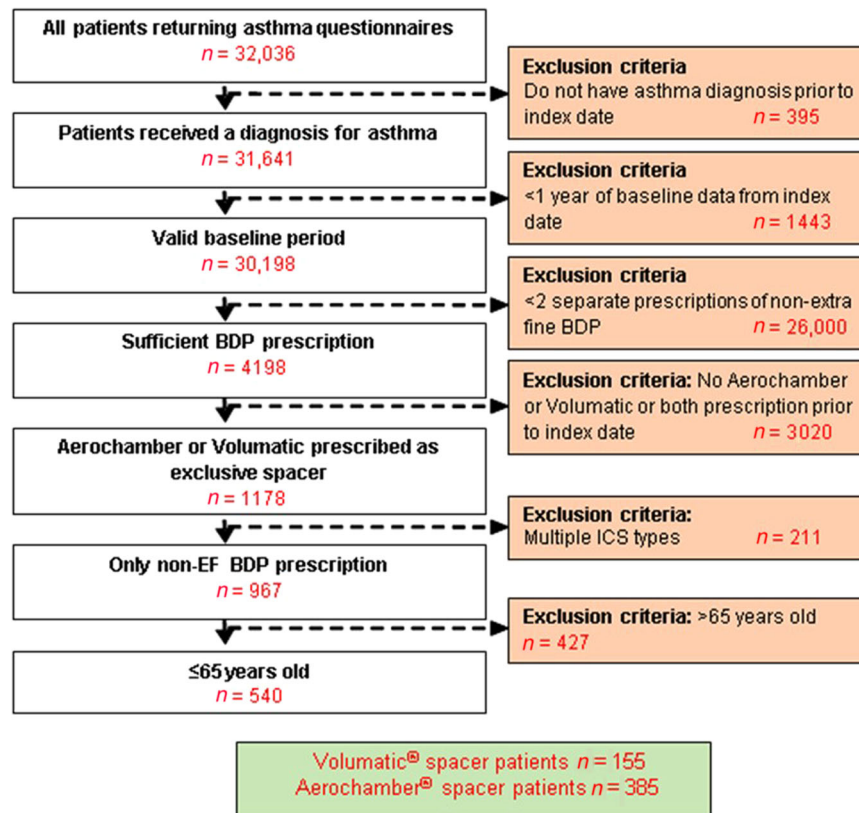 All patients returning asthma questionnaires
n = 32,036
Exclusion criteria
Do not have asthma diagnosis prior to
index date n = 395
Patients received a diagnosis for asthma
n = 31,641
Exclusion criteria
<1 year of baseline data from index
date n = 1443
Valid baseline period
n = 30,198
Exclusion criteria
<2 separate prescriptions of non-extra
fine BDP n = 26,000
Sufficient BDP prescription
n = 4198
Exclusion criteria: No Aerochamber
or Volumatic or both prescription prior
to index date n = 3020
Aerochamber or Volumatic prescribed as
exclusive spacer
n = 1178
Exclusion criteria:
Multiple ICS types n = 211
Only non-EF BDP prescription
n = 967
Exclusion criteria: >65 years old
n = 427
≤65 years old
n = 540
Volumatic® spacer patients n = 155
Aerochamber® spacer patients n = 385